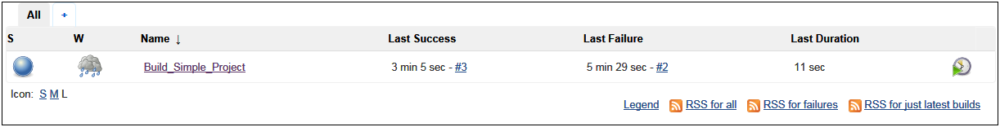 All +
S W Name ↓ Last Success Last Failure Last Duration
Build_Simple_Project 3 min 5 sec - #3 5 min 29 sec - #2 11 sec
Icon: S M L
Legend RSS for all RSS for failures RSS for just latest builds